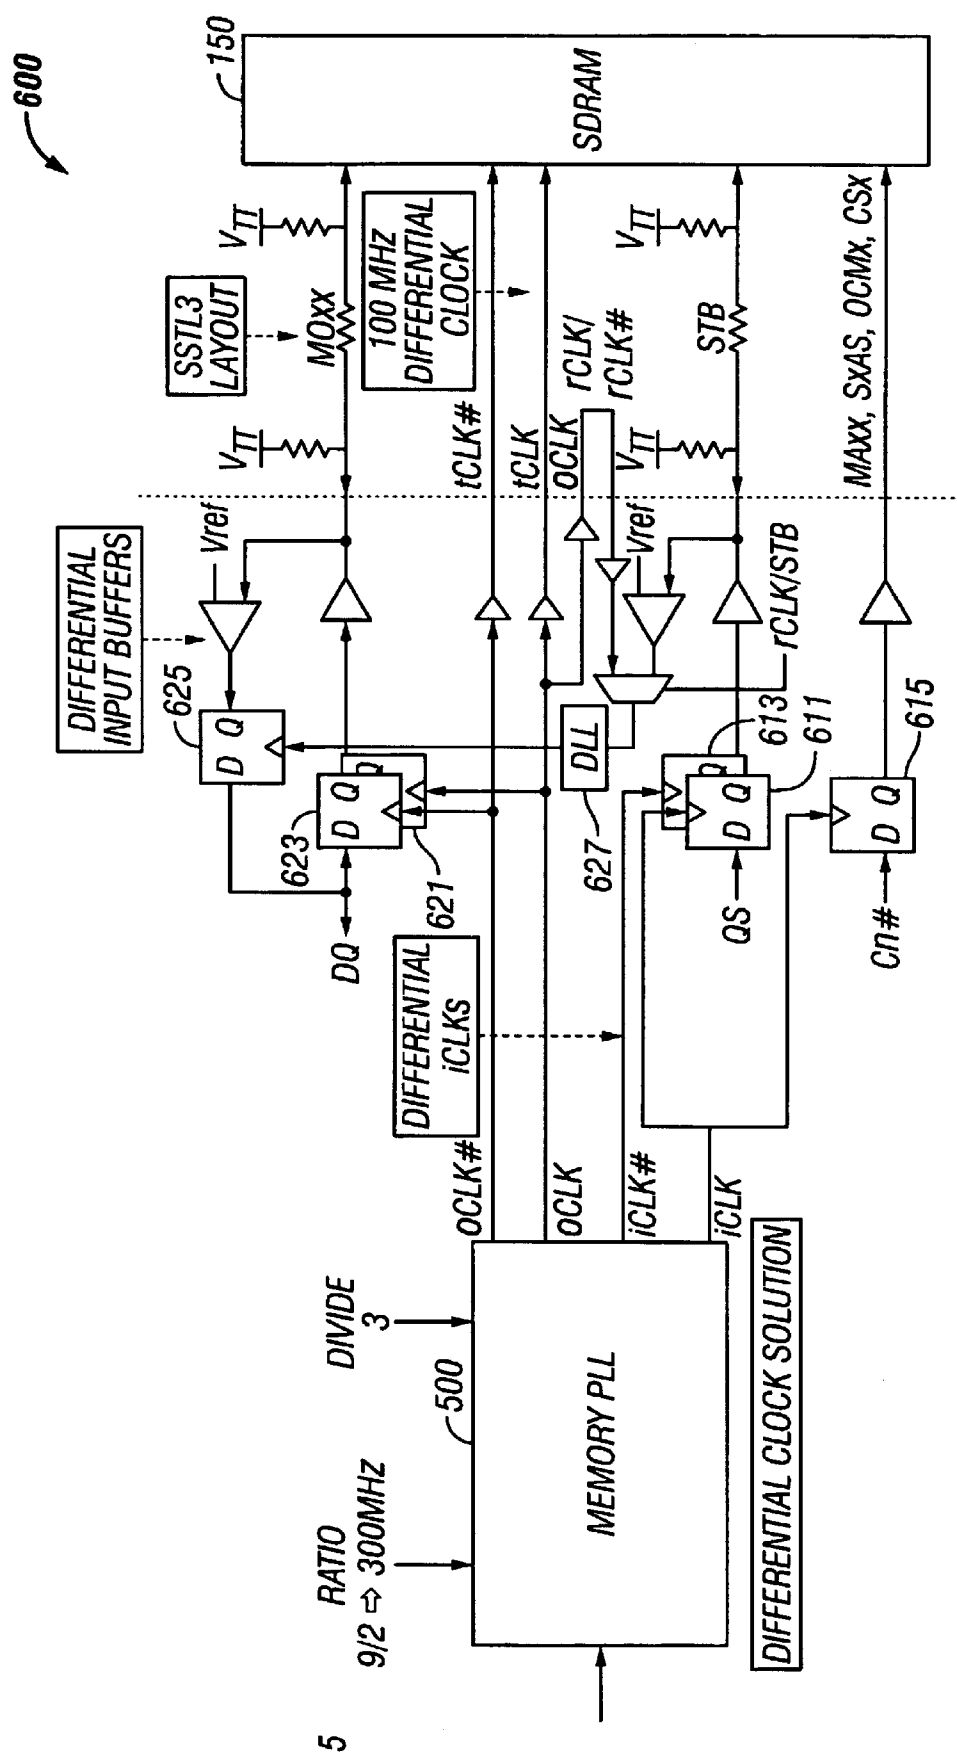 600
150
SDRAM
VTT
VTT
SSTL3
LAYOUT
MOxx
100 MHZ
DIFFERENTIAL
CLOCK
tCLK#
tCLK
oCLK
rCLK/
rCLK#
VTT
VTT
STB
MAxx, SxAS, OCMx, CSx
DIFFERENTIAL
INPUT BUFFERS
Vref
Vref
rCLK/STB
625
D Q
623
D Q
Q
621
DQ
DLL
627
613
611
Q
D Q
QS
615
D Q
Cn#
DIFFERENTIAL
iCLKs
oCLK#
oCLK
iCLK#
iCLK
DIVIDE
3
500
RATIO
9/2 ⇨ 300MHZ
MEMORY PLL
DIFFERENTIAL CLOCK SOLUTION
5